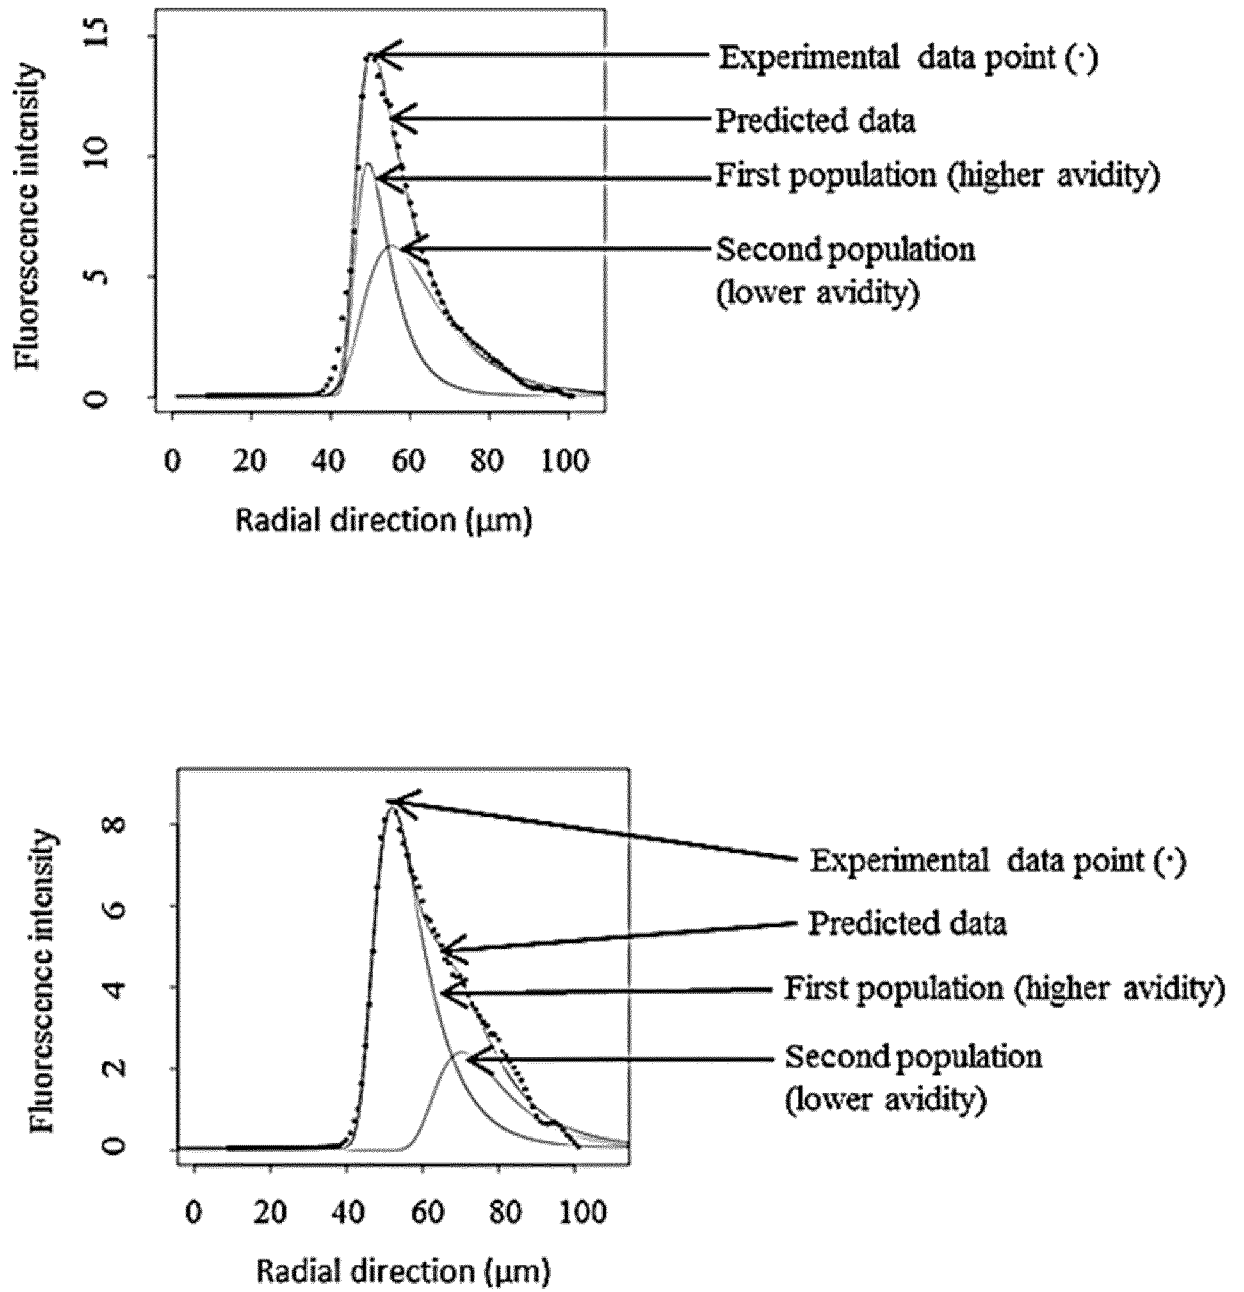 15
10
5
0
Fluorescence intensity
0 20 40 60 80 100
Radial direction (µm)
Experimental data point (·)
Predicted data
First population (higher avidity)
Second population
(lower avidity)
8
6
4
2
0
Fluorescence intensity
0 20 40 60 80 100
Radial direction (µm)
Experimental data point (·)
Predicted data
First population (higher avidity)
Second population
(lower avidity)